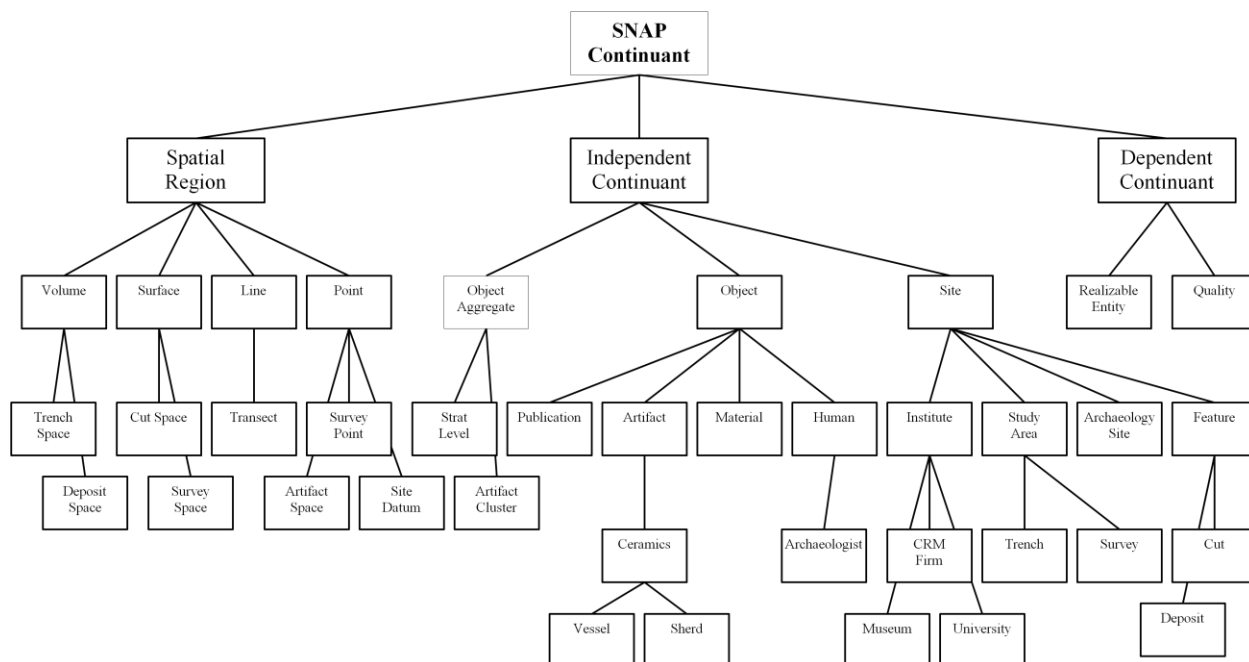 SNAP
Continuant
Spatial
Region
Independent
Continuant
Dependent
Continuant
Volume
Surface
Line
Point
Object
Aggregate
Object
Site
Realizable
Entity
Quality
Trench
Space
Cut Space
Transect
Survey
Point
Strat
Level
Publication
Artifact
Material
Human
Institute
Study
Area
Archaeology
Site
Feature
Deposit
Space
Survey
Space
Artifact
Space
Site
Datum
Artifact
Cluster
Ceramics
Archaeologist
CRM
Firm
Trench
Survey
Cut
Vessel
Sherd
Museum
University
Deposit